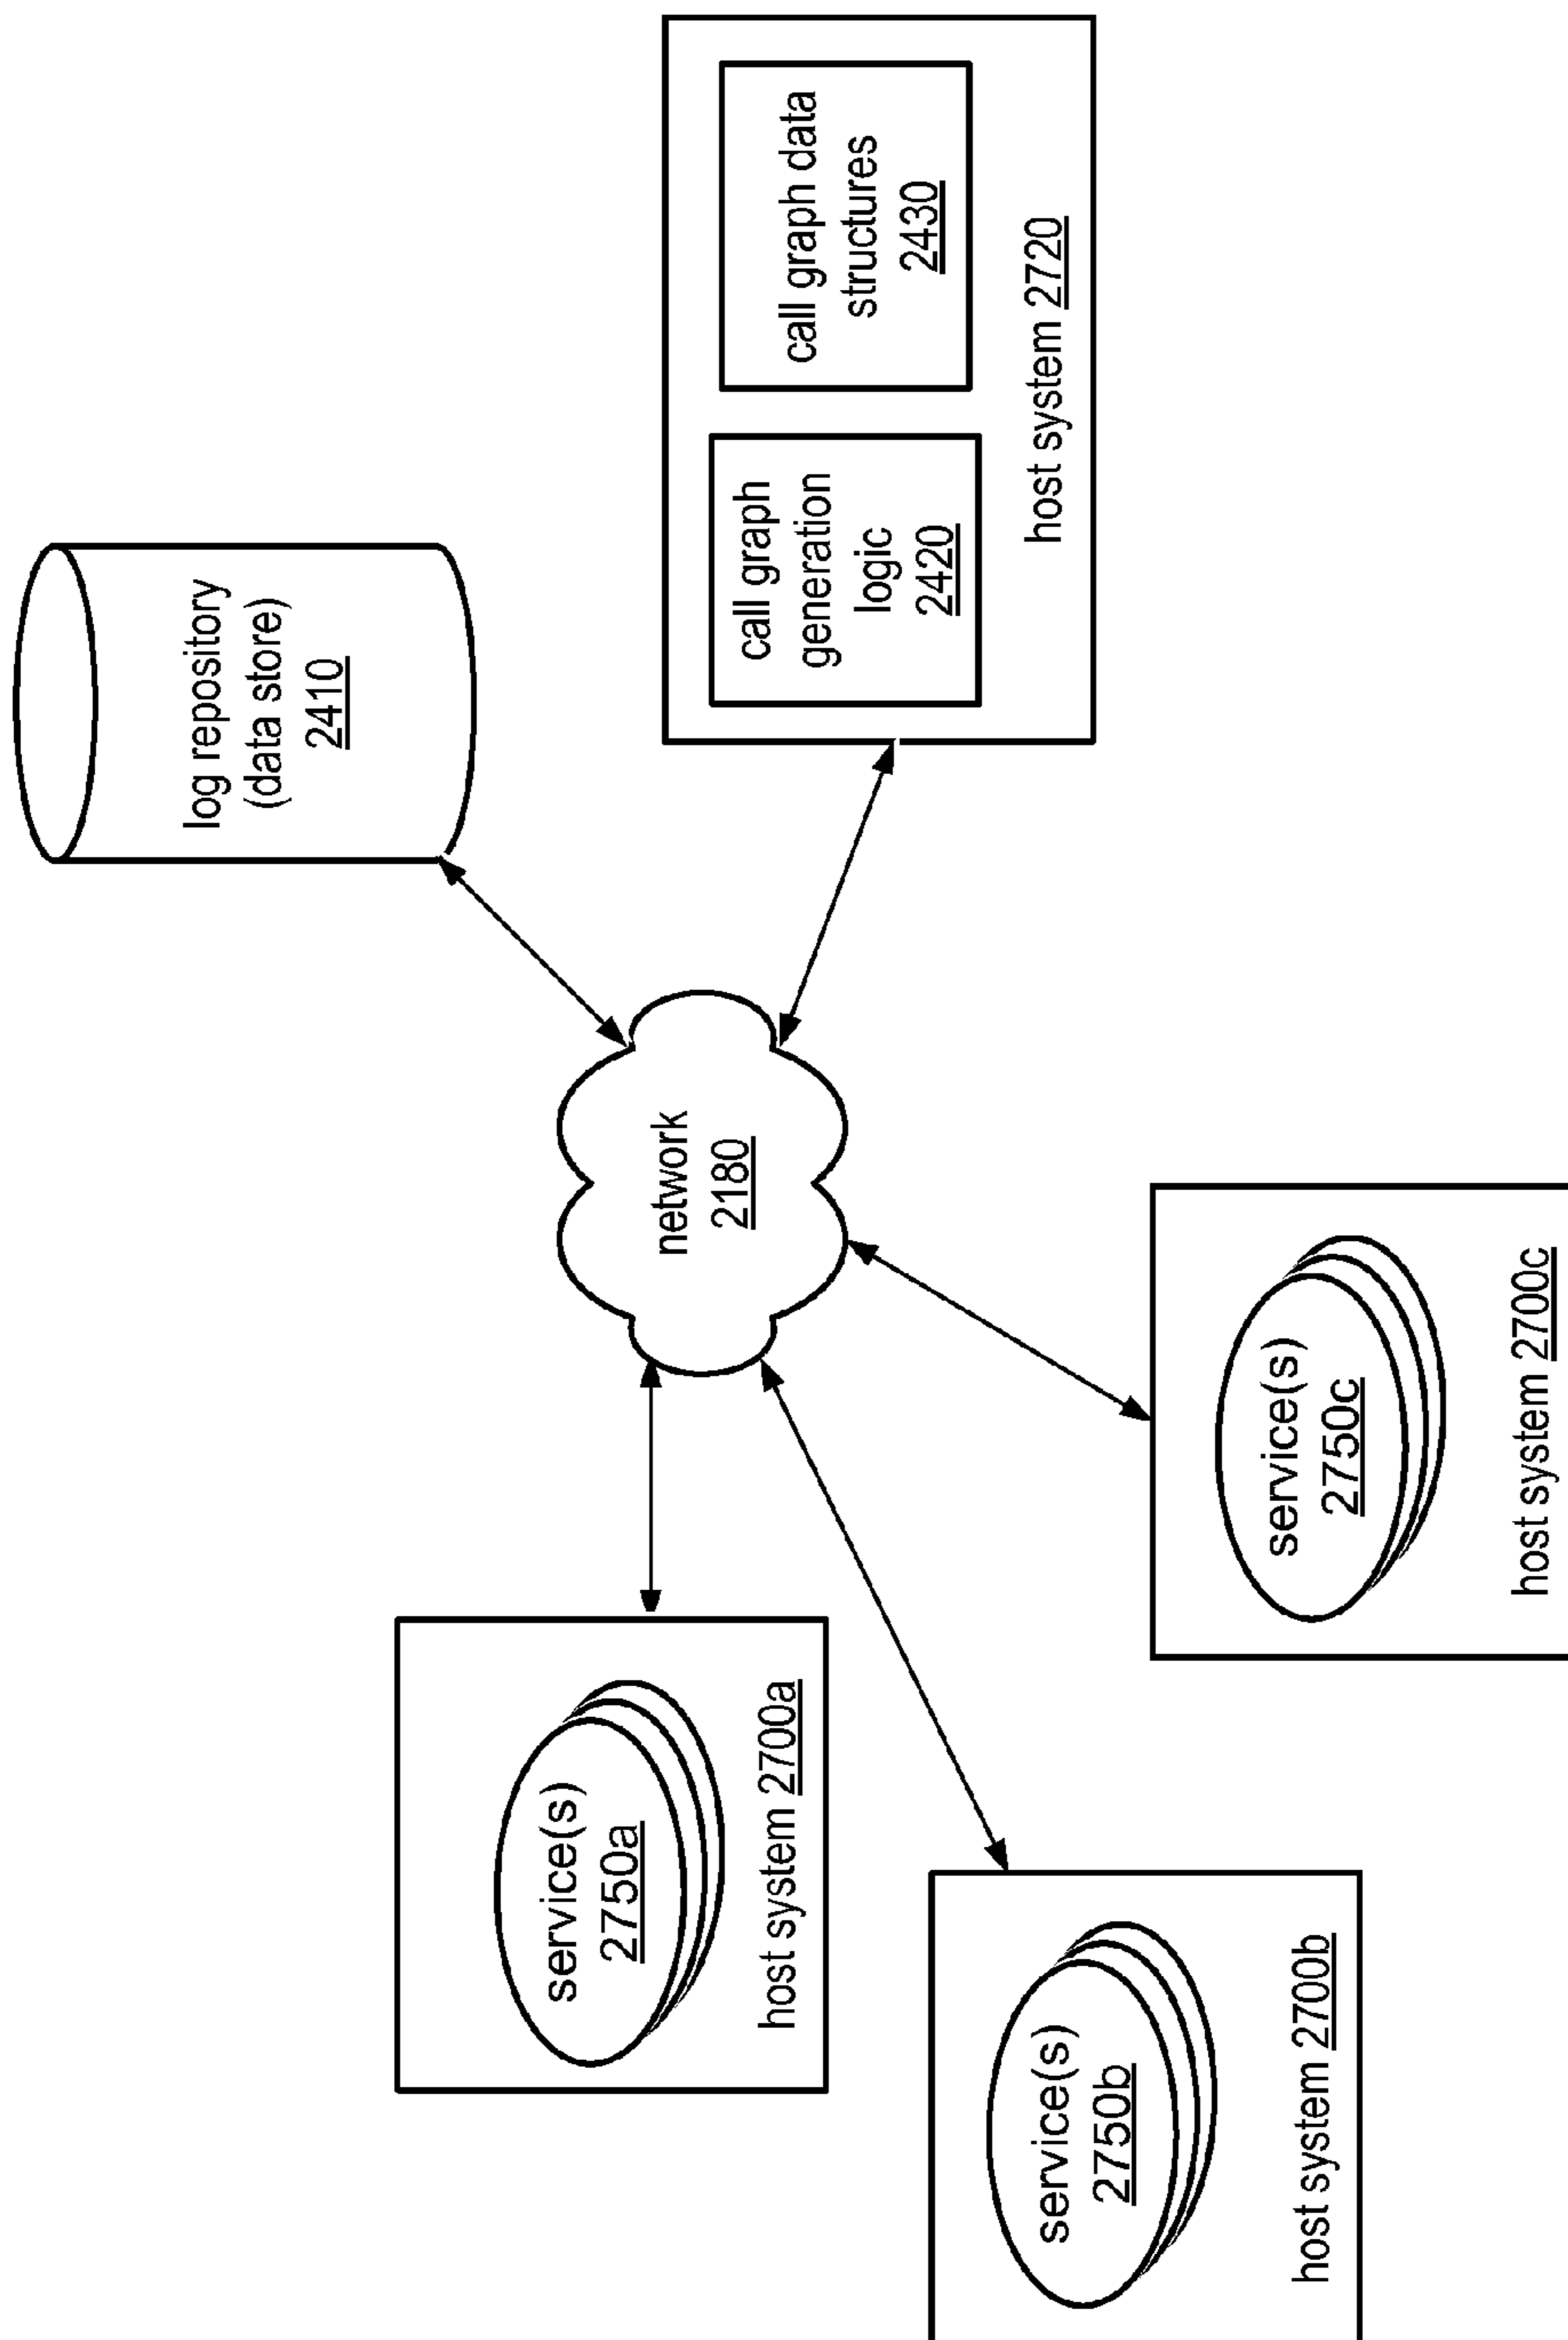 log repository
(data store)
2410
service(s)
2750a
host system 2700a
network
2180
call graph
generation
logic
2420
call graph data
structures
2430
host system 2720
service(s)
2750b
host system 2700b
service(s)
2750c
host system 2700c